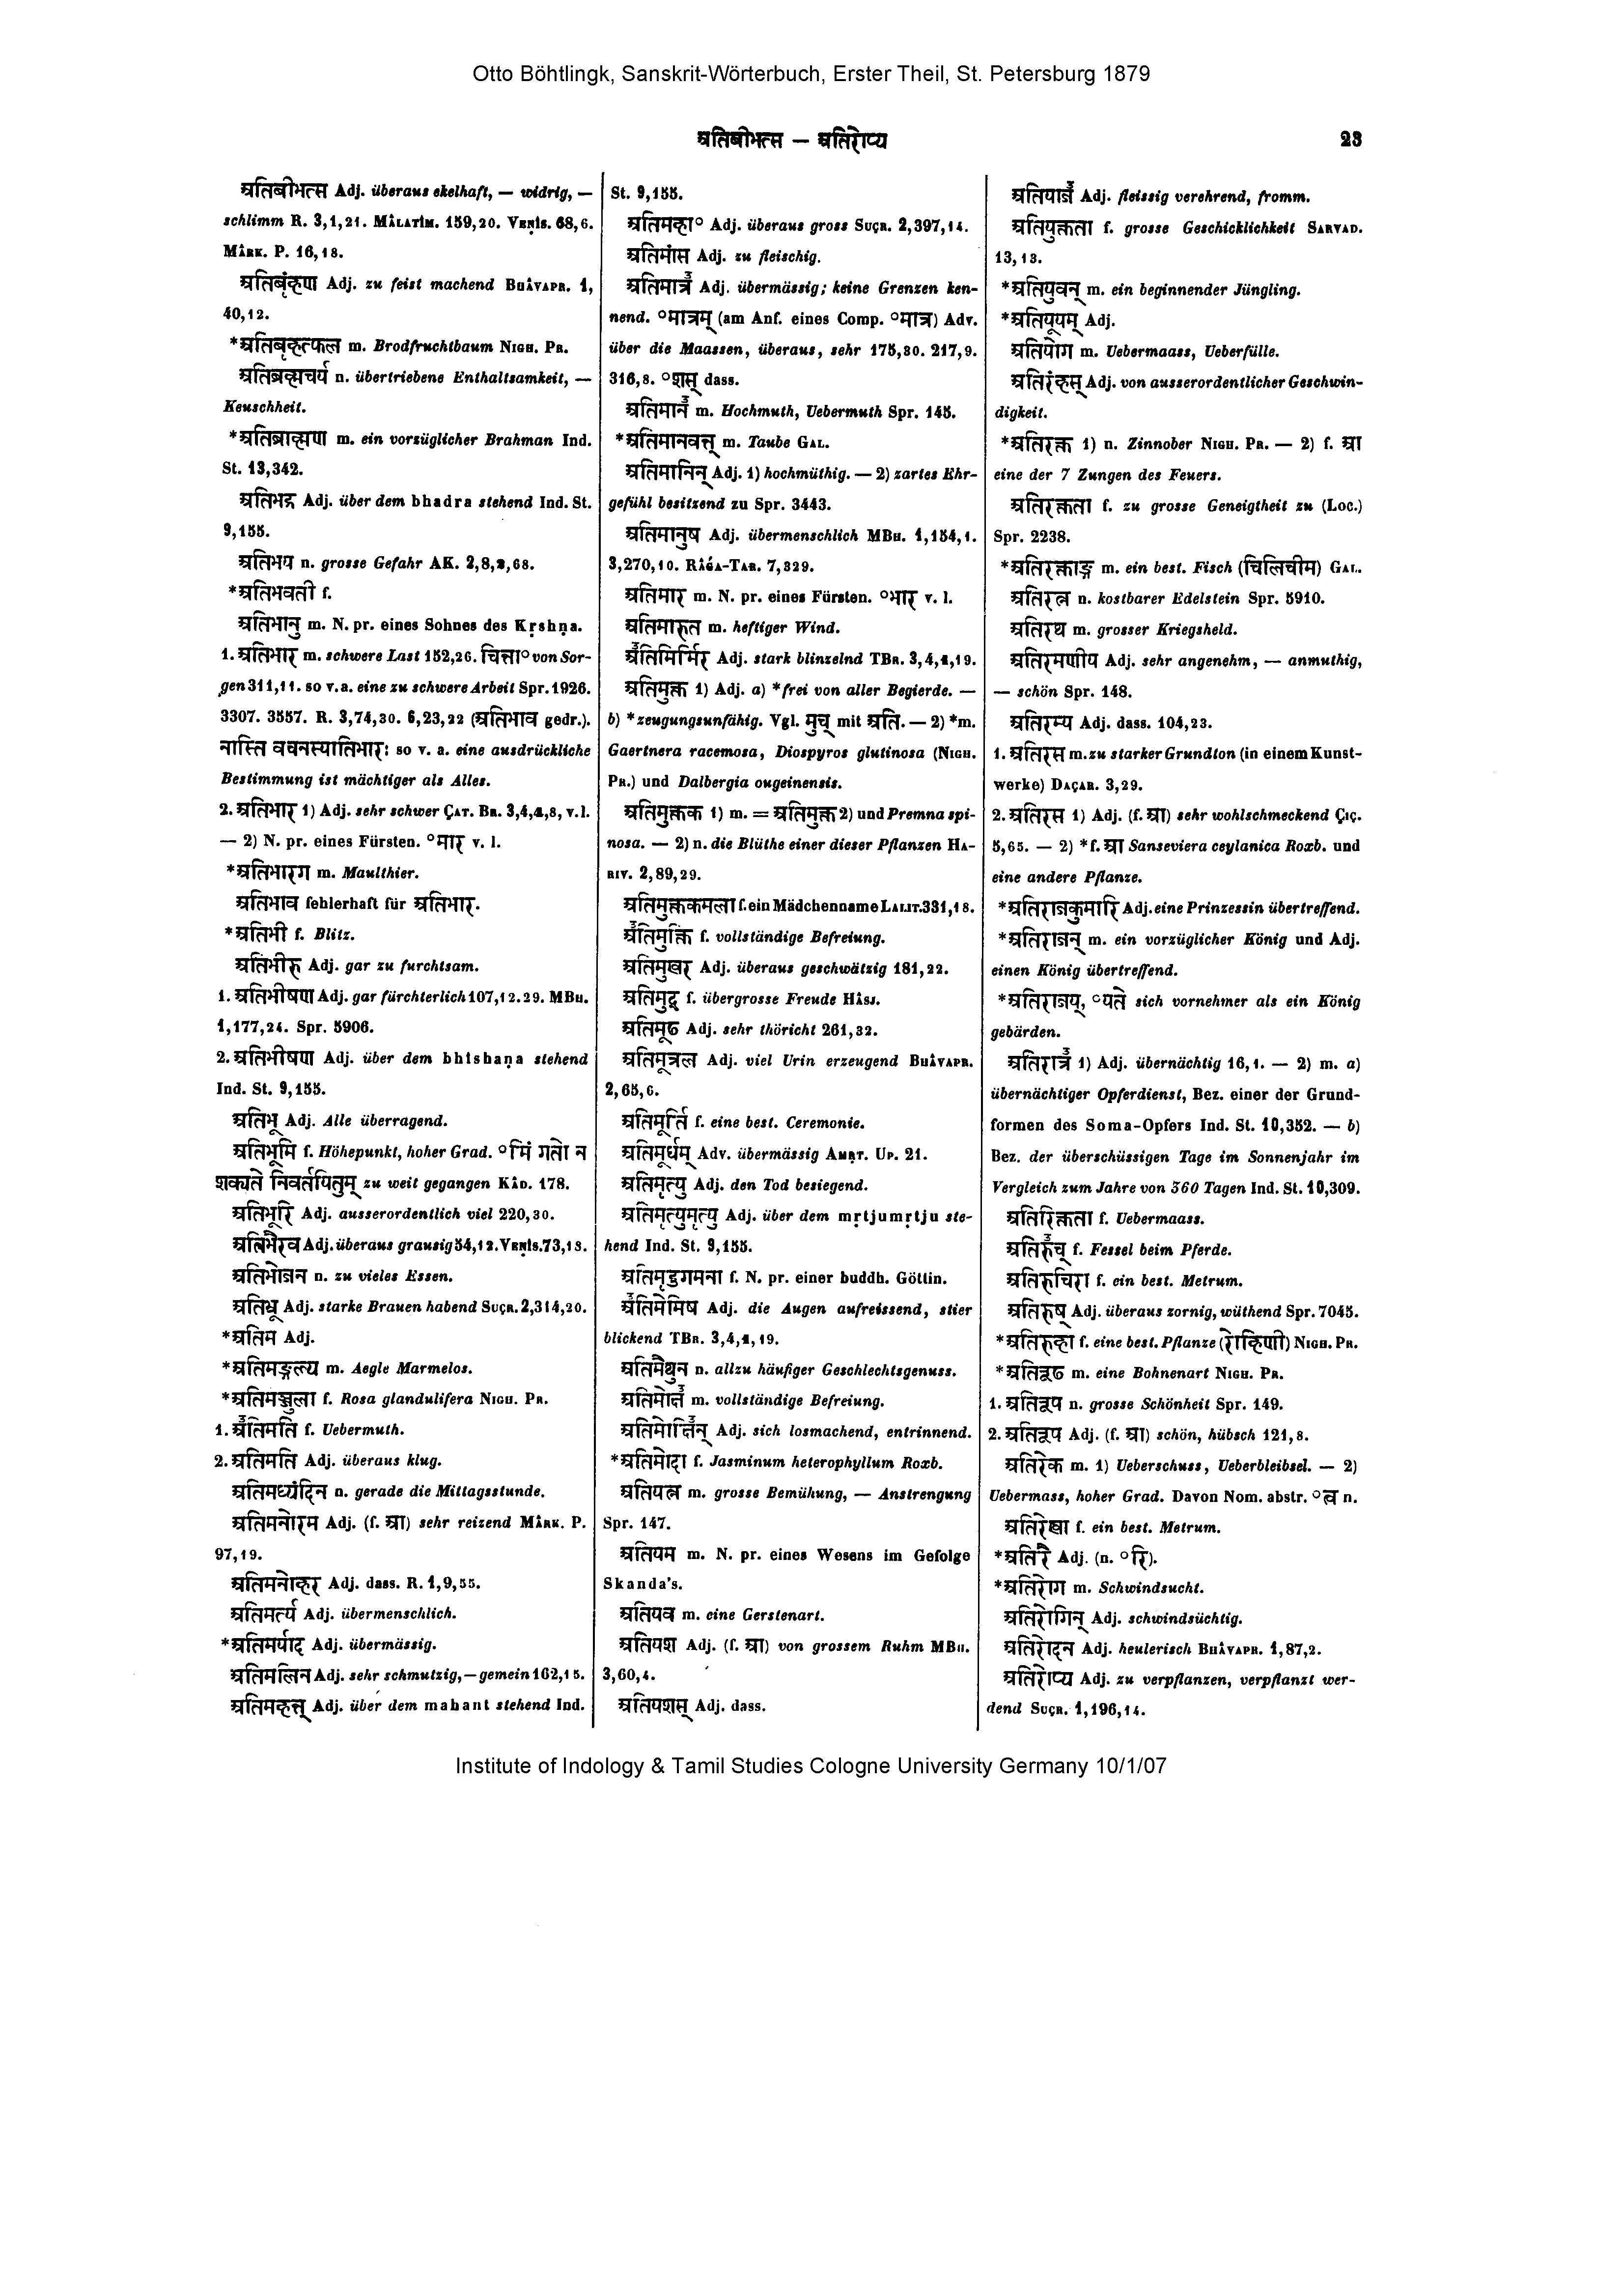 Otto Böhtlingk, Sanskrit-Wörterbuch, Erster Theil, St. Petersburg 1879
अतिबीभत्स — अतिरोप्य 23
अतिबीभत्स Adj. überaus ekelhaft, — widrig, —
schlimm R. 3,1,21. Mâlatîm. 159,20. Veṇîs. 68,6.
Mârk. P. 16,18.
अतिबृंहण Adj. zu feist machend Bhâvapr. 1,
40,12.
*अतिबृहत्फल m. Brodfruchtbaum Nigh. Pr.
अतिब्रह्मचर्य n. übertriebene Enthaltsamkeit, —
Keuschheit.
*अतिब्राह्मण m. ein vorzüglicher Brahman Ind.
St. 13,342.
अतिभद्र Adj. über dem bhadra stehend Ind. St.
9,155.
अतिभय n. grosse Gefahr AK. 2,8,2,68.
*अतिभवती f.
अतिभानु m. N. pr. eines Sohnes des Kṛshṇa.
1. अतिभार m. schwere Last 152,26. चित्ता° von Sor-
gen 311,11. so v. a. eine zu schwere Arbeit Spr. 1926.
3307. 3557. R. 3,74,30. 6,23,22 (अतिभाव gedr.).
नास्ति वचनस्यातिभारः so v. a. eine ausdrückliche
Bestimmung ist mächtiger als Alles.
2. अतिभार 1) Adj. sehr schwer Çat. Br. 3,4,1,8, v. l.
— 2) N. pr. eines Fürsten. °मार v. l.
*अतिभारग m. Maulthier.
अतिभाव fehlerhaft für अतिभार.
*अतिभी f. Blitz.
अतिभीरु Adj. gar zu furchtsam.
1. अतिभीषण Adj. gar fürchterlich 107,12.29. MBh.
1,177,24. Spr. 5906.
2. अतिभीषण Adj. über dem bhîshaṇa stehend
Ind. St. 9,155.
अतिभू Adj. Alle überragend.
अतिभूमि f. Höhepunkt, hoher Grad. °मिं गतो न
शक्यते निवर्तयितुम् zu weit gegangen Kâd. 178.
अतिभूरि Adj. ausserordentlich viel 220,30.
अतिभैरव Adj. überaus grausig 54,12. Veṇîs. 73,13.
अतिभोजन n. zu vieles Essen.
अतिभ्रू Adj. starke Brauen habend Suçr. 2,314,20.
*अतिम Adj.
*अतिमङ्गल्य m. Aegle Marmelos.
*अतिमञ्जुला f. Rosa glandulifera Nigh. Pr.
1. अ॑तिमति f. Uebermuth.
2. अतिमति Adj. überaus klug.
अतिमध्यंदिन n. gerade die Mittagsstunde.
अतिमनोरम Adj. (f. आ) sehr reizend Mârk. P.
97,19.
अतिमनोहर Adj. dass. R. 1,9,55.
अतिमर्त्य Adj. übermenschlich.
*अतिमर्याद Adj. übermässig.
अतिमलिन Adj. sehr schmutzig, — gemein 162,15.
अतिमहत्त् Adj. über dem mahant stehend Ind.
St. 9,155.
अतिमहा° Adj. überaus gross Suçr. 2,397,14.
अतिमांस Adj. zu fleischig.
अतिमात्र॑ Adj. übermässig; keine Grenzen ken-
nend. °मात्रम् (am Anf. eines Comp. °मात्र) Adv.
über die Maassen, überaus, sehr 175,30. 217,9.
316,8. °शस् dass.
अतिमान॑ m. Hochmuth, Uebermuth Spr. 145.
*अतिमानवत्त् m. Taube Gal.
अतिमानिन् Adj. 1) hochmüthig. — 2) zartes Ehr-
gefühl besitzend zu Spr. 3443.
अतिमानुष Adj. übermenschlich MBh. 1,154,1.
3,270,10. Râǵa-Tar. 7,329.
अतिमार m. N. pr. eines Fürsten. °भार v. l.
अतिमारुत m. heftiger Wind.
अ॑तिमिर्मिर Adj. stark blinzelnd TBr. 3,4,1,19.
अतिमुक्त 1) Adj. a) *frei von aller Begierde. —
b) *zeugungsunfähig. Vgl. मुच् mit अति. — 2) *m.
Gaertnera racemosa, Diospyros glutinosa (Nigh.
Pr.) und Dalbergia ougeinensis.
अतिमुक्तक 1) m. = अतिमुक्त 2) und Premna spi-
nosa. — 2) n. die Blüthe einer dieser Pflanzen Ha-
riv. 2,89,29.
अतिमुक्तकमला f. ein Mädchenname Lalit. 331,18.
अ॑तिमुक्ति f. vollständige Befreiung.
अतिमुखर Adj. überaus geschwätzig 181,22.
अतिमुद् f. übergrosse Freude Hâsj.
अतिमूढ Adj. sehr thöricht 261,32.
अतिमूत्रल Adj. viel Urin erzeugend Bhâvapr.
2,65,6.
अतिमूर्ति f. eine best. Ceremonie.
अतिमूर्धम् Adv. übermässig Amṛt. Up. 21.
अतिमृत्यु Adj. den Tod besiegend.
अतिमृत्युमृत्यु Adj. über dem mṛtjumṛtju ste-
hend Ind. St. 9,155.
अतिमृदुगमना f. N. pr. einer buddh. Göttin.
अ॑तिमेमिष Adj. die Augen aufreissend, stier
blickend TBr. 3,4,1,19.
अतिमैथुन n. allzu häufiger Geschlechtsgenuss.
अतिमोक्ष॑ m. vollständige Befreiung.
अतिमोक्षि॑न् Adj. sich losmachend, entrinnend.
*अतिमोदा f. Jasminum heterophyllum Roxb.
अतियत्न m. grosse Bemühung, — Anstrengung
Spr. 147.
अतियम m. N. pr. eines Wesens im Gefolge
Skanda's.
अतियव m. eine Gerstenart.
अतियश Adj. (f. आ) von grossem Ruhm MBh.
3,60,4.
अतियशस् Adj. dass.
अतियाज॑ Adj. fleissig verehrend, fromm.
अतियुक्तता f. grosse Geschicklichkeit Sarvad.
13,13.
*अतियुवन् m. ein beginnender Jüngling.
*अतियूयम् Adj.
अतियोग m. Uebermaass, Ueberfülle.
अतिरंहस् Adj. von ausserordentlicher Geschwin-
digkeit.
*अतिरक्त 1) n. Zinnober Nigh. Pr. — 2) f. आ
eine der 7 Zungen des Feuers.
अतिरक्तता f. zu grosse Geneigtheit zu (Loc.)
Spr. 2238.
*अतिरक्ताङ्ग m. ein best. Fisch (चिलिचीम) Gal.
अतिरत्न n. kostbarer Edelstein Spr. 5910.
अतिरथ m. grosser Kriegsheld.
अतिरमणीय Adj. sehr angenehm, — anmuthig,
— schön Spr. 148.
अतिरम्य Adj. dass. 104,23.
1. अतिरस m. zu starker Grundton (in einem Kunst-
werke) Daçar. 3,29.
2. अतिरस 1) Adj. (f. आ) sehr wohlschmeckend Çiç.
5,65. — 2) *f. आ Sanseviera ceylanica Roxb. und
eine andere Pflanze.
*अतिराजकुमारि Adj. eine Prinzessin übertreffend.
*अतिराजन् m. ein vorzüglicher König und Adj.
einen König übertreffend.
*अतिराजय्, °यते sich vornehmer als ein König
gebärden.
अतिरात्र॑ 1) Adj. übernächtig 16,1. — 2) m. a)
übernächtiger Opferdienst, Bez. einer der Grund-
formen des Soma-Opfers Ind. St. 10,352. — b)
Bez. der überschüssigen Tage im Sonnenjahr im
Vergleich zum Jahre von 360 Tagen Ind. St. 10,309.
अतिरिक्तता f. Uebermaass.
अतिरु॑च् f. Fessel beim Pferde.
अतिरुचिरा f. ein best. Metrum.
अतिरुष् Adj. überaus zornig, wüthend Spr. 7045.
*अतिरुहा f. eine best. Pflanze (रोहिणी) Nigh. Pr.
*अतिरूढ m. eine Bohnenart Nigh. Pr.
1. अतिरूप n. grosse Schönheit Spr. 149.
2. अतिरूप Adj. (f. आ) schön, hübsch 121,8.
अतिरेक m. 1) Ueberschuss, Ueberbleibsel. — 2)
Uebermass, hoher Grad. Davon Nom. abstr. °त्व n.
अतिरेखा f. ein best. Metrum.
*अतिरै Adj. (n. °रि).
*अतिरोग m. Schwindsucht.
अतिरोगिन् Adj. schwindsüchtig.
अतिरोदन Adj. heulerisch Bhâvapr. 1,87,2.
अतिरोप्य Adj. zu verpflanzen, verpflanzt wer-
dend Suçr. 1,196,14.
Institute of Indology & Tamil Studies Cologne University Germany 10/1/07